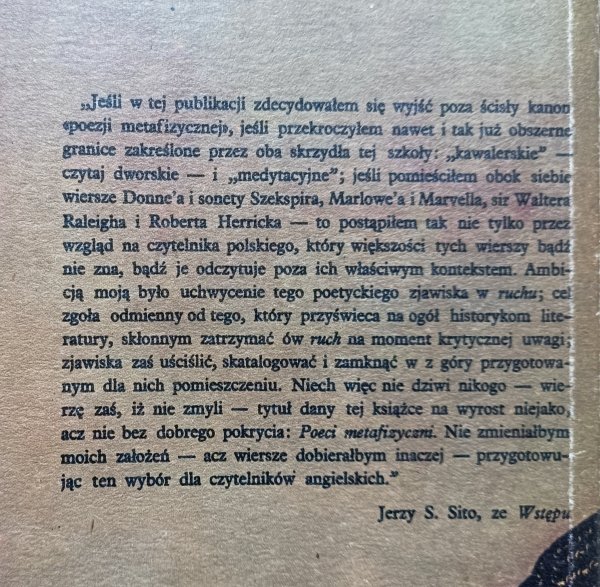 „Jeśli w tej publikacji zdecydowałem się wyjść poza ścisły kanon
«poezji metafizycznej», jeśli przekroczyłem nawet i tak już obszerne
granice zakreślone przez oba skrzydła tej szkoły: „kawalerskie” —
czytaj dworskie — i „medytacyjne”; jeśli pomieściłem obok siebie
wiersze Donne'a i sonety Szekspira, Marlowe'a i Marvella, sir Waltera
Raleigha i Roberta Herricka — to postąpiłem tak nie tylko przez
wzgląd na czytelnika polskiego, który większości tych wierszy bądź
nie zna, bądź je odczytuje poza ich właściwym kontekstem. Ambi-
cją moją było uchwycenie tego poetyckiego zjawiska w ruchu; cel
zgoła odmienny od tego, który przyświeca na ogół historykom lite-
ratury, skłonnym zatrzymać ów ruch na moment krytycznej uwagi;
zjawiska zaś uściślić, skatalogować i zamknąć w z góry przygotowa-
nym dla nich pomieszczeniu. Niech więc nie dziwi nikogo — wie-
rzę zaś, iż nie zmyli — tytuł dany tej książce na wyrost niejako,
acz nie bez dobrego pokrycia: Poeci metafizyczni. Nie zmieniałbym
moich założeń — acz wiersze dobierałbym inaczej — przygotowu-
jąc ten wybór dla czytelników angielskich.”
Jerzy S. Sito, ze Wstępu